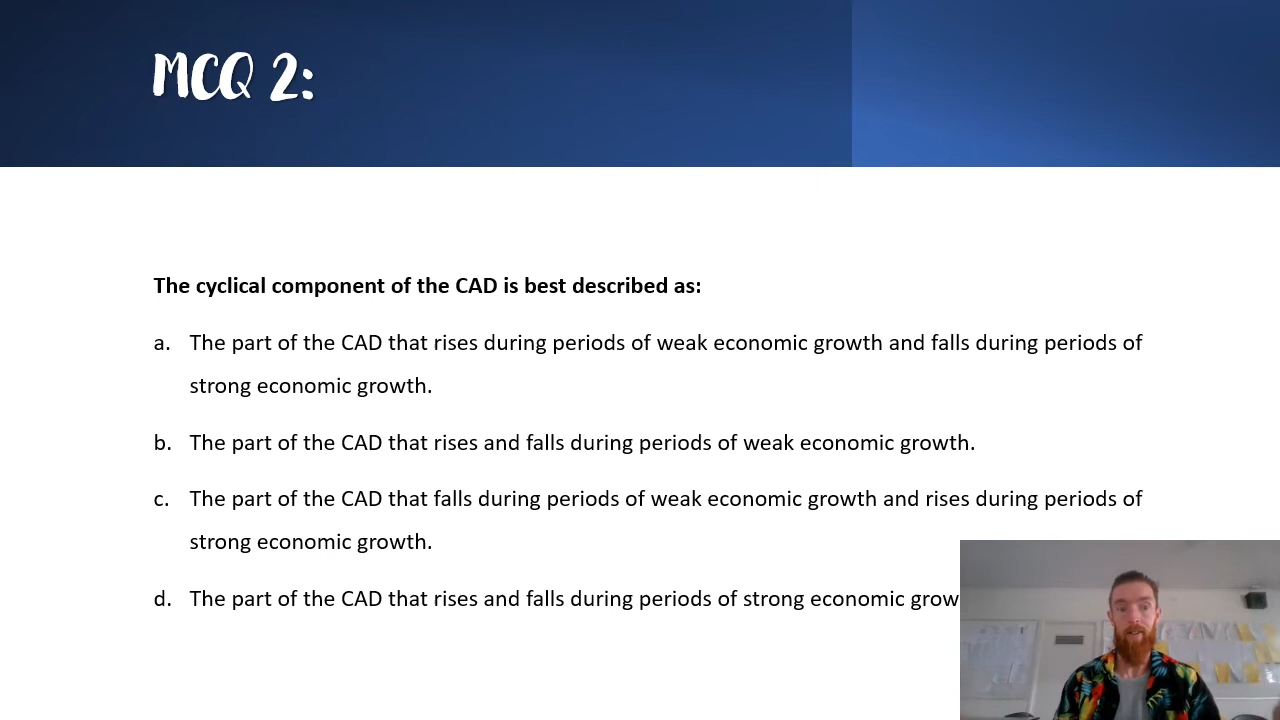 MCQ 2:
The cyclical component of the CAD is best described as:
a. The part of the CAD that rises during periods of weak economic growth and falls during periods of
strong economic growth.
b. The part of the CAD that rises and falls during periods of weak economic growth.
c. The part of the CAD that falls during periods of weak economic growth and rises during periods of
strong economic growth.
d. The part of the CAD that rises and falls during periods of strong economic grow